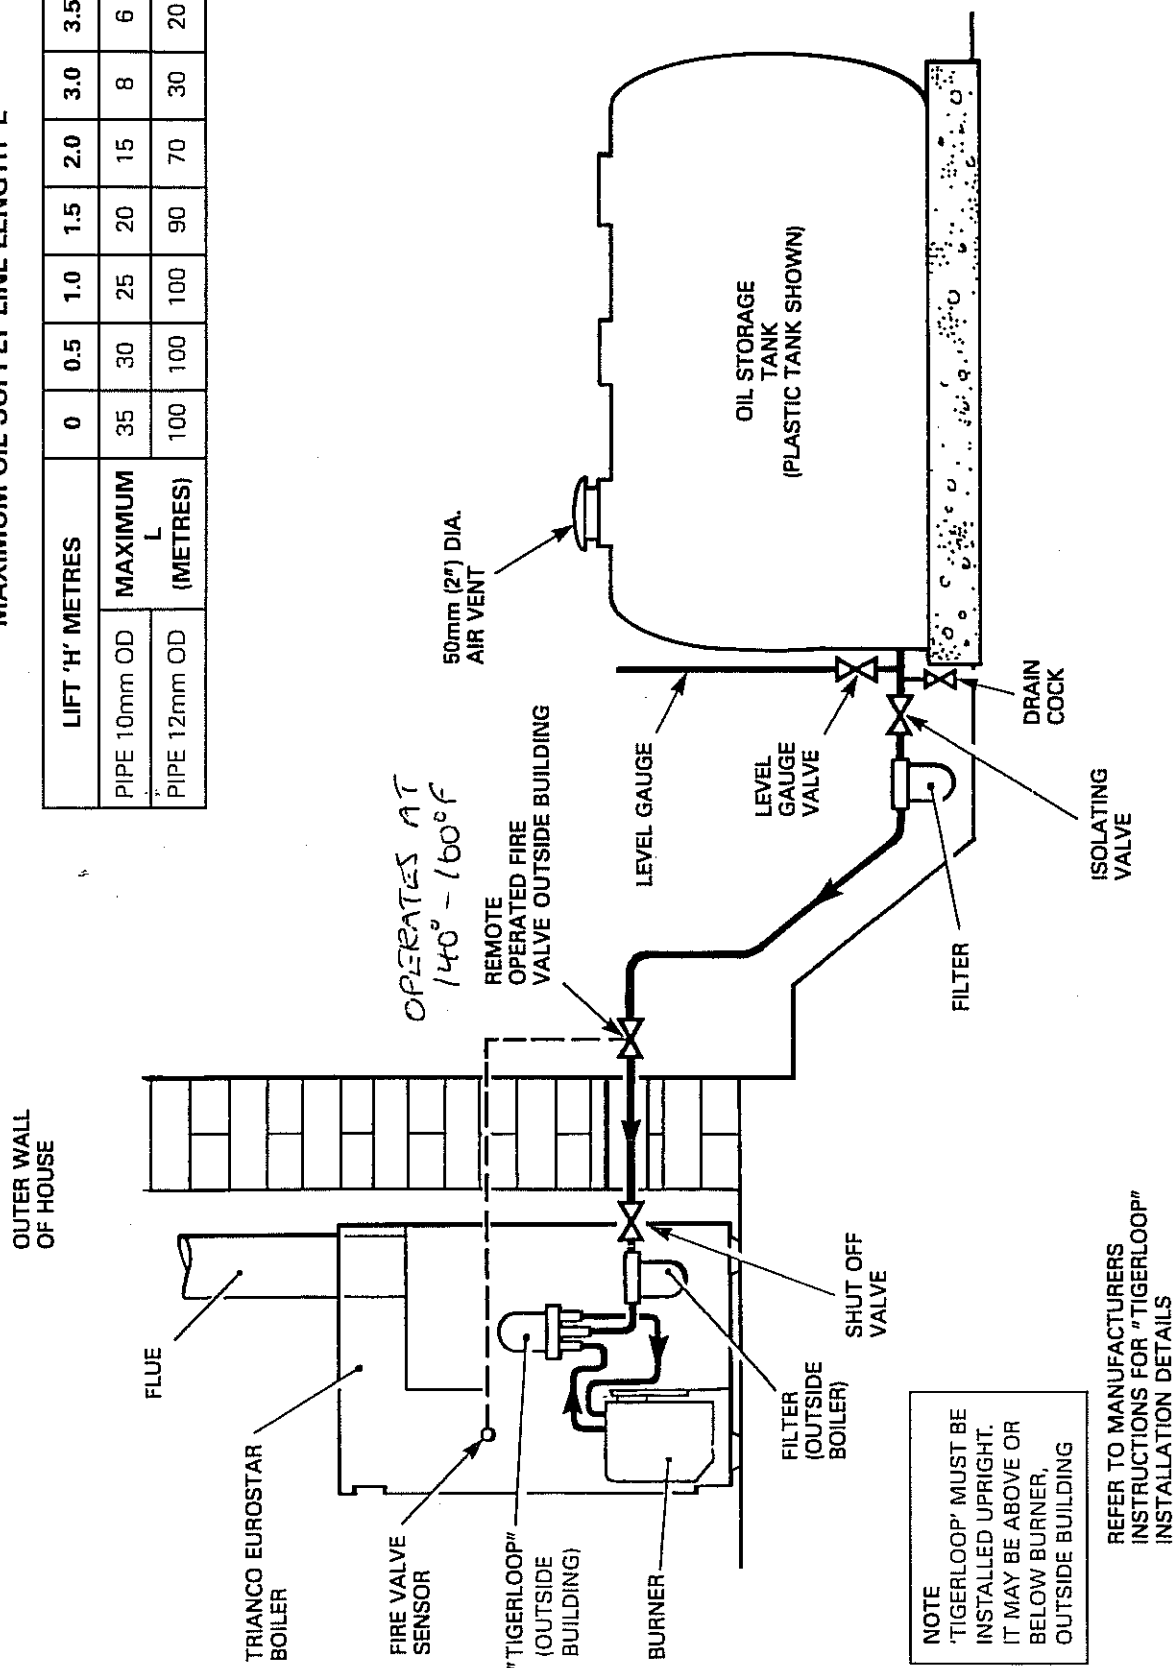 MAXIMUM OIL SUPPLY LINE LENGTH 'L'
LIFT 'H' METRES 0 0.5 1.0 1.5 2.0 3.0 3.5
PIPE 10mm OD MAXIMUM L (METRES) 35 30 25 20 15 8 6
PIPE 12mm OD 100 100 100 90 70 30 20
OUTER WALL
OF HOUSE
FLUE
TRIANCO EUROSTAR
BOILER
FIRE VALVE
SENSOR
"TIGERLOOP"
(OUTSIDE
BUILDING)
BURNER
OPERATES AT
140° - 160°F
REMOTE
OPERATED FIRE
VALVE OUTSIDE BUILDING
50mm (2") DIA.
AIR VENT
OIL STORAGE
TANK
(PLASTIC TANK SHOWN)
LEVEL GAUGE
LEVEL
GAUGE
VALVE
DRAIN
COCK
ISOLATING
VALVE
FILTER
SHUT OFF
VALVE
FILTER
(OUTSIDE
BOILER)
NOTE
'TIGERLOOP' MUST BE
INSTALLED UPRIGHT.
IT MAY BE ABOVE OR
BELOW BURNER,
OUTSIDE BUILDING
REFER TO MANUFACTURERS
INSTRUCTIONS FOR "TIGERLOOP"
INSTALLATION DETAILS